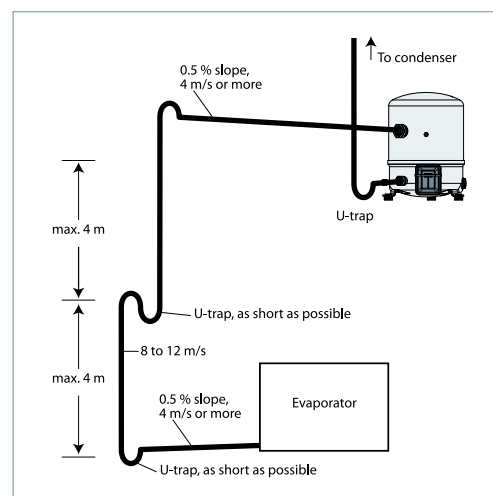 To condenser
0.5 % slope,
4 m/s or more
U-trap
max. 4 m
U-trap, as short as possible
8 to 12 m/s
max. 4 m
0.5 % slope,
4 m/s or more
Evaporator
U-trap, as short as possible